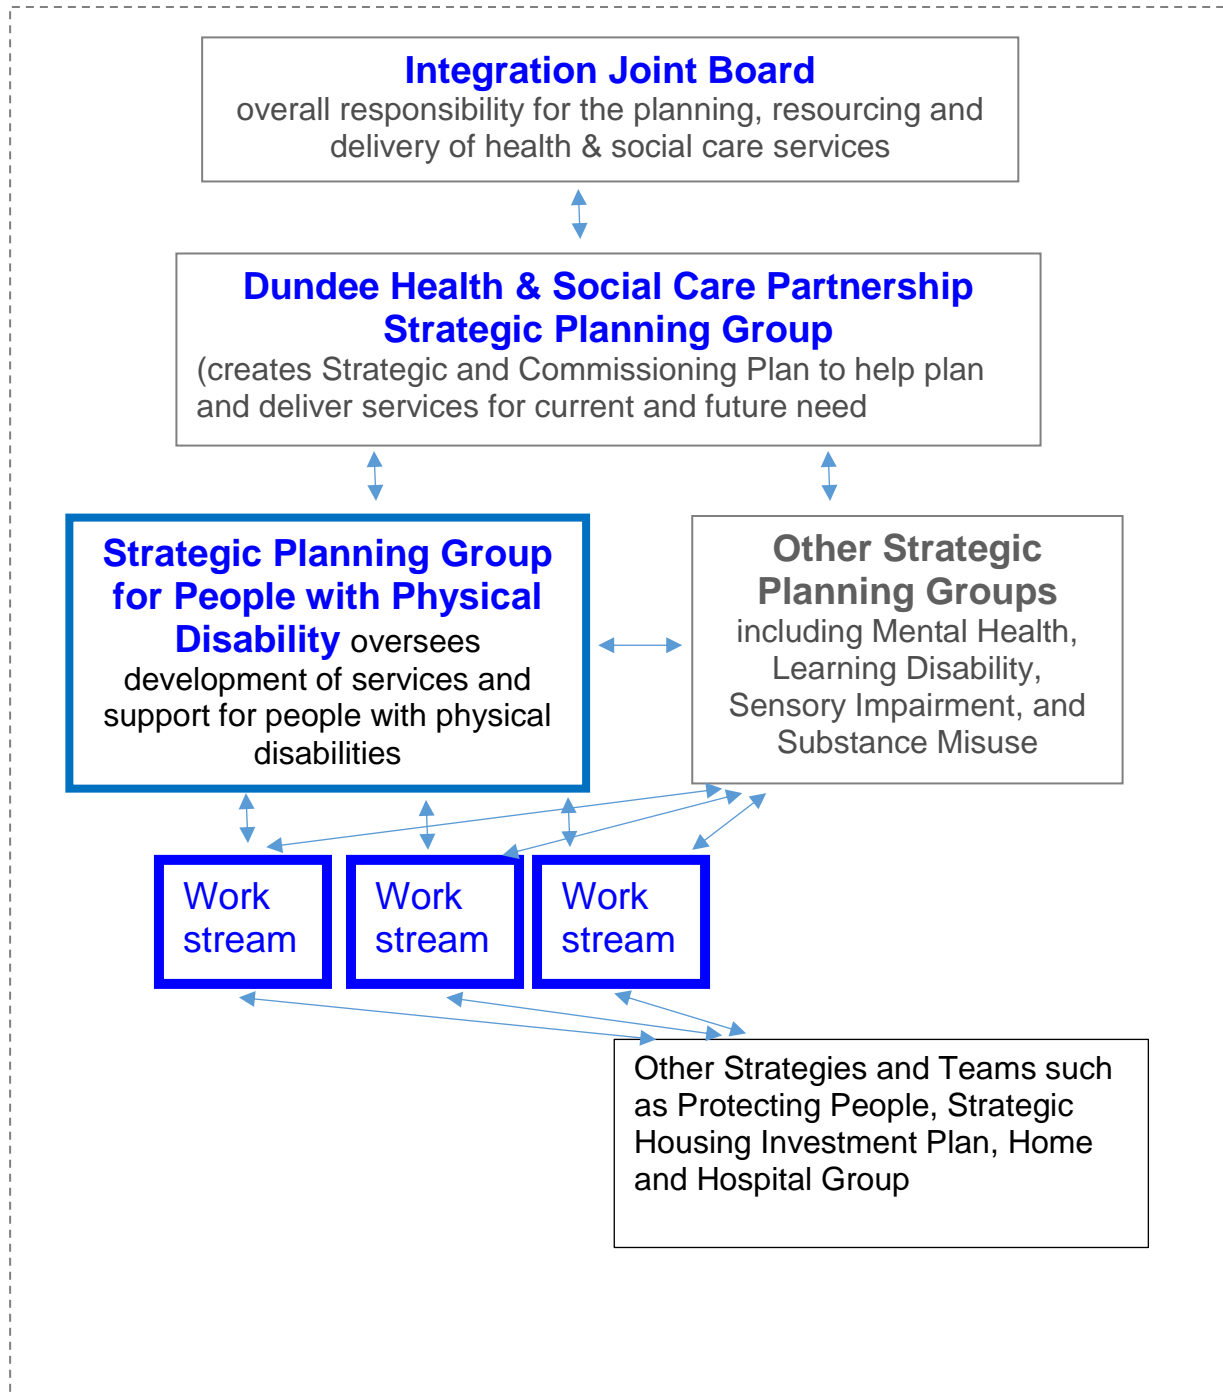 Integration Joint Board
overall responsibility for the planning, resourcing and
delivery of health & social care services
Dundee Health & Social Care Partnership
Strategic Planning Group
(creates Strategic and Commissioning Plan to help plan
and deliver services for current and future need
Strategic Planning Group
for People with Physical
Disability oversees
development of services and
support for people with physical
disabilities
Other Strategic
Planning Groups
including Mental Health,
Learning Disability,
Sensory Impairment, and
Substance Misuse
Work
stream
Work
stream
Work
stream
Other Strategies and Teams such
as Protecting People, Strategic
Housing Investment Plan, Home
and Hospital Group